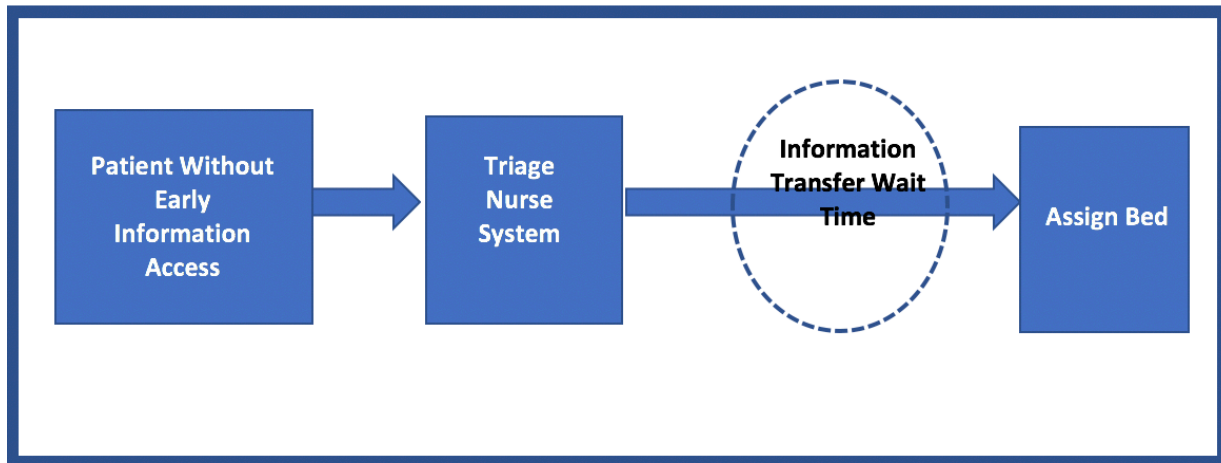 Patient Without
Early
Information
Access
Triage
Nurse
System
Information
Transfer Wait
Time
Assign Bed